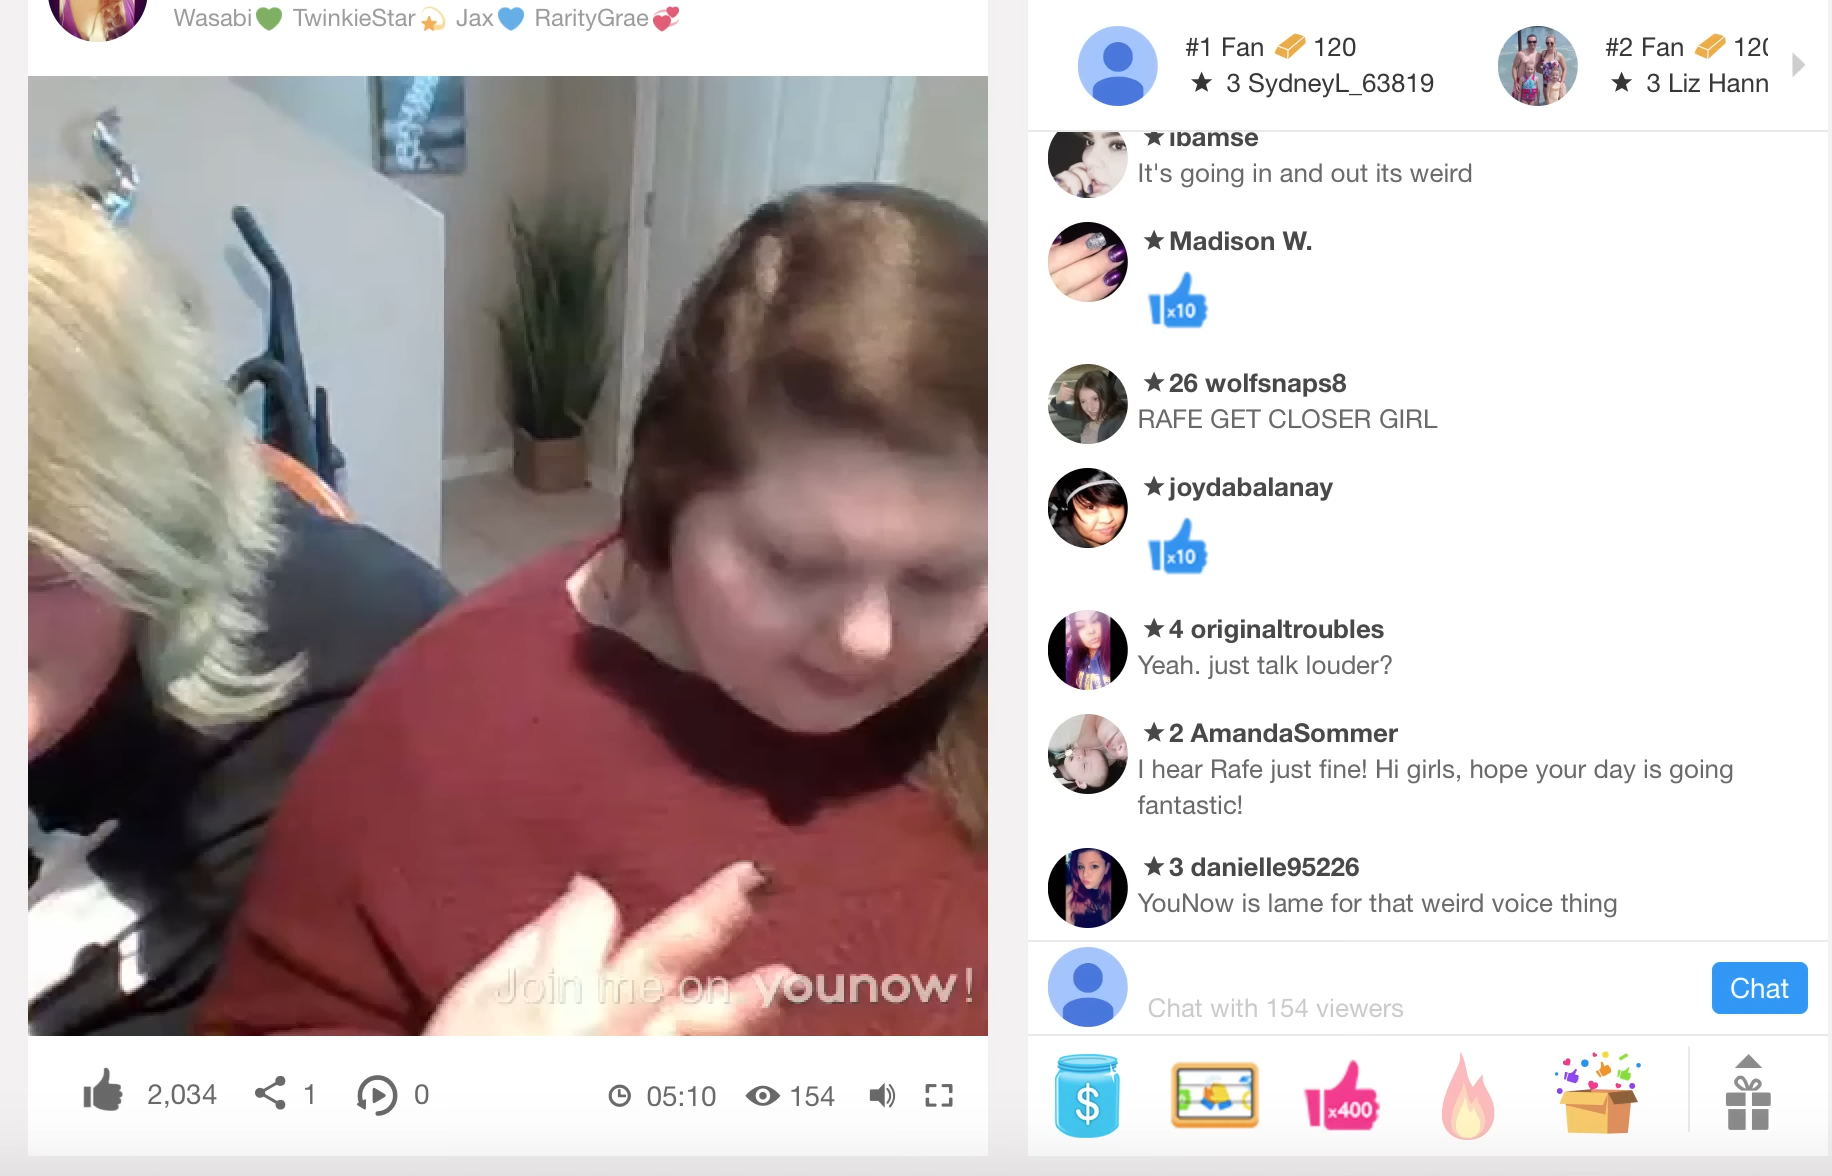 Wasabi💚 TwinkieStar💫 Jax💙 RarityGrae💞
Join me on younow!
2,034
1
0
05:10
154
#1 Fan 120
★ 3 SydneyL_63819
#2 Fan 120
★ 3 Liz Hann
★ ibamse
It's going in and out its weird
★ Madison W.
x10
★ 26 wolfsnaps8
RAFE GET CLOSER GIRL
★ joydabalanay
x10
★ 4 originaltroubles
Yeah. just talk louder?
★ 2 AmandaSommer
I hear Rafe just fine! Hi girls, hope your day is going
fantastic!
★ 3 danielle95226
YouNow is lame for that weird voice thing
Chat with 154 viewers
Chat
$
x400